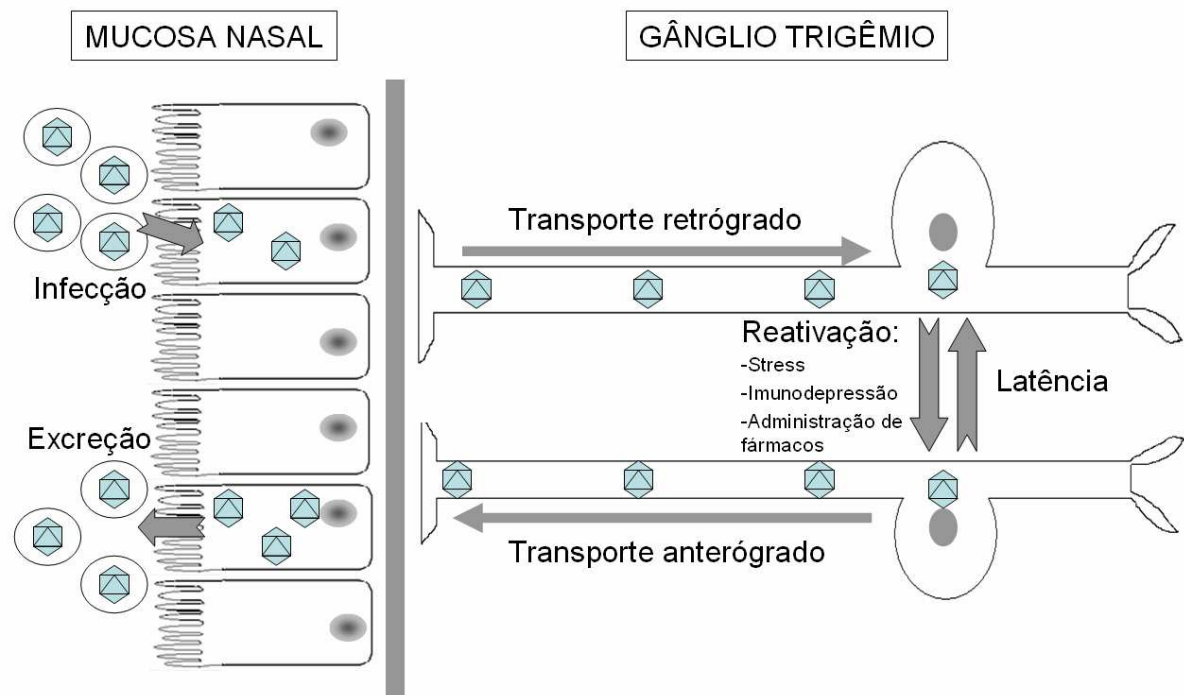 MUCOSA NASAL
GÂNGLIO TRIGÊMIO
Infecção
Excreção
Transporte retrógrado
Reativação:
-Stress
-Imunodepressão
-Administração de
fármacos
Latência
Transporte anterógrado